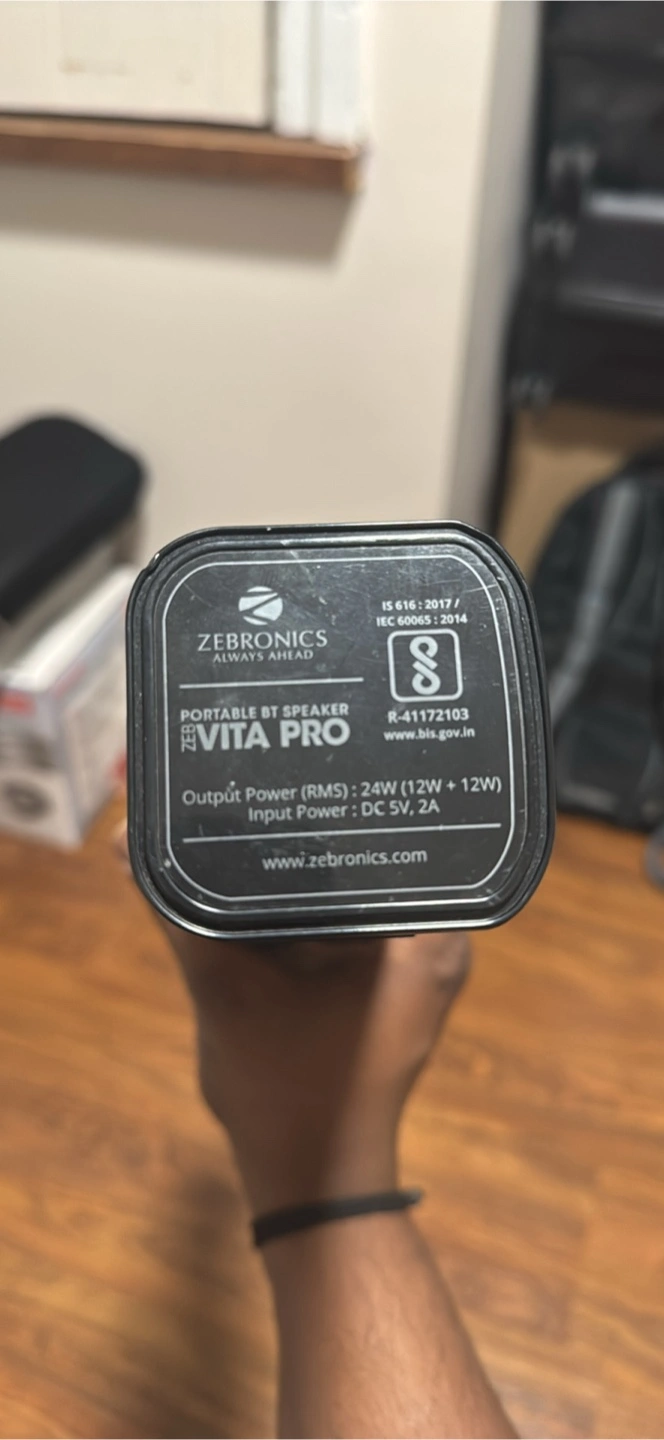 ZEBRONICS
ALWAYS AHEAD
IS 616 : 2017 /
IEC 60065 : 2014
R-41172103
www.bis.gov.in
PORTABLE BT SPEAKER
ZEB VITA PRO
Output Power (RMS) : 24W (12W + 12W)
Input Power : DC 5V, 2A
www.zebronics.com